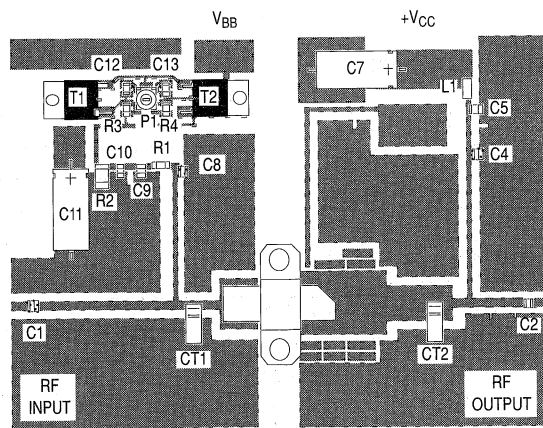 VBB
+VCC
C12
C13
C7
T1
T2
L1
C5
R3
P1
R4
C4
C10
R1
C9
C8
R2
C11
C1
C2
CT1
CT2
RF
INPUT
RF
OUTPUT